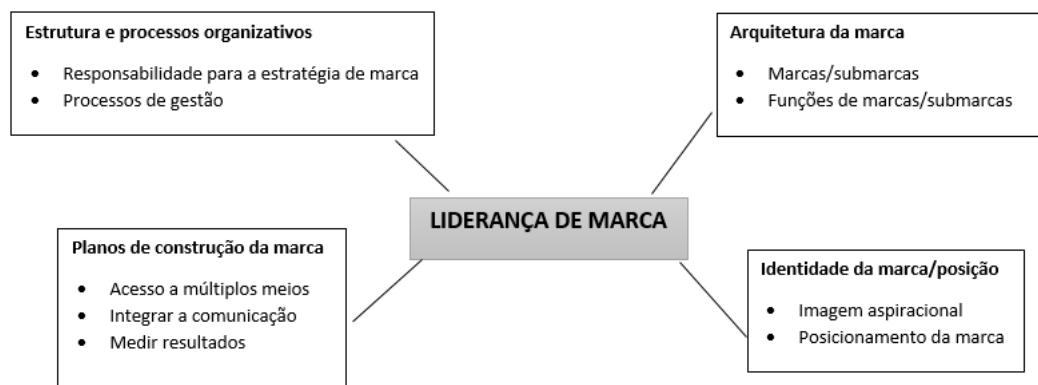 Estrutura e processos organizativos
• Responsabilidade para a estratégia de marca
• Processos de gestão
Arquitetura da marca
• Marcas/submarcas
• Funções de marcas/submarcas
LIDERANÇA DE MARCA
Planos de construção da marca
• Acesso a múltiplos meios
• Integrar a comunicação
• Medir resultados
Identidade da marca/posição
• Imagem aspiracional
• Posicionamento da marca